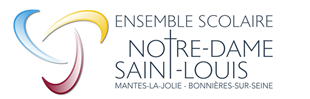 ENSEMBLE SCOLAIRE
NOTRE-DAME
SAINT-LOUIS
MANTES-LA-JOLIE - BONNIÈRES-SUR-SEINE